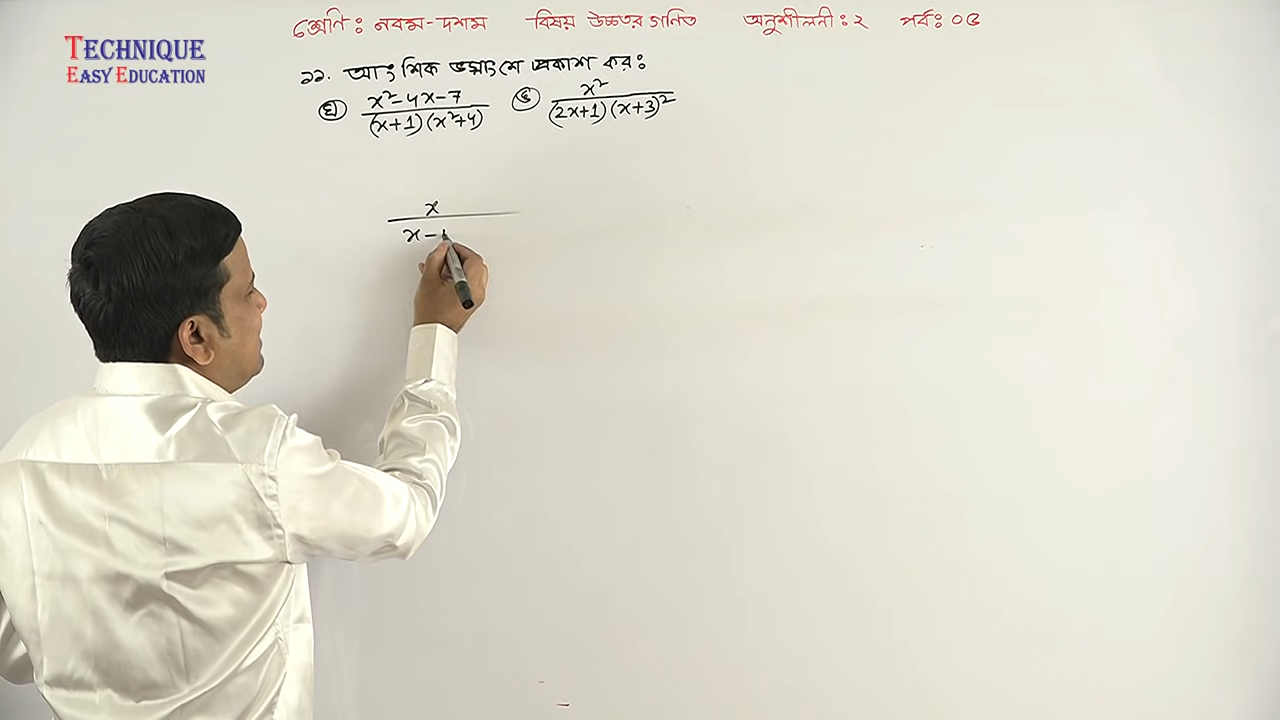 TECHNIQUE
EASY EDUCATION
শ্রেণি : নবম-দশম বিষয় উচ্চতর গণিত অনুশীলনী : ২ পর্ব : ০৫
১১. আংশিক ভগ্নাংশে প্রকাশ কর :
ঘ x²-4x-7 / (x+1)(x²+4) ঙ x² / (2x+1)(x+3)²
x
x-